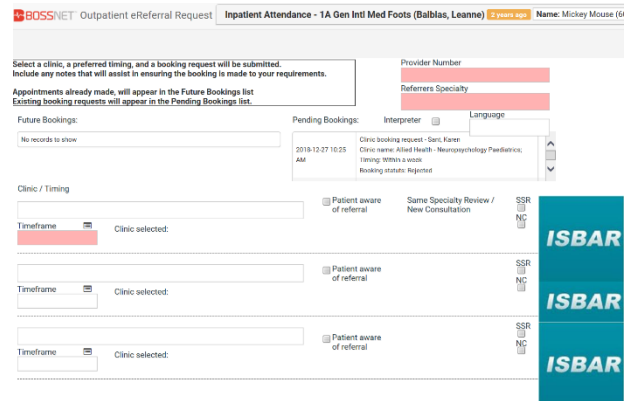 BOSSNET Outpatient eReferral Request Inpatient Attendance - 1A Gen Intl Med Foots (Balblas, Leanne) 2 years ago Name: Mickey Mouse (60
Select a clinic, a preferred timing, and a booking request will be submitted.
Include any notes that will assist in ensuring the booking is made to your requirements.
Appointments already made, will appear in the Future Bookings list
Existing booking requests will appear in the Pending Bookings list.
Provider Number
Referrers Specialty
Future Bookings:
Pending Bookings:
Interpreter
Language
No records to show
2018-12-27 10:25
AM
Clinic booking request - Sant, Karen
Clinic name: Allied Health - Neuropsychology Paediatrics;
Timing: Within a week
Booking statuts: Rejected
Clinic / Timing
Patient aware
of referral
Same Specialty Review /
New Consultation
SSR
NC
Timeframe
Clinic selected:
ISBAR
Patient aware
of referral
SSR
NC
Timeframe
Clinic selected:
ISBAR
Patient aware
of referral
SSR
NC
Timeframe
Clinic selected:
ISBAR